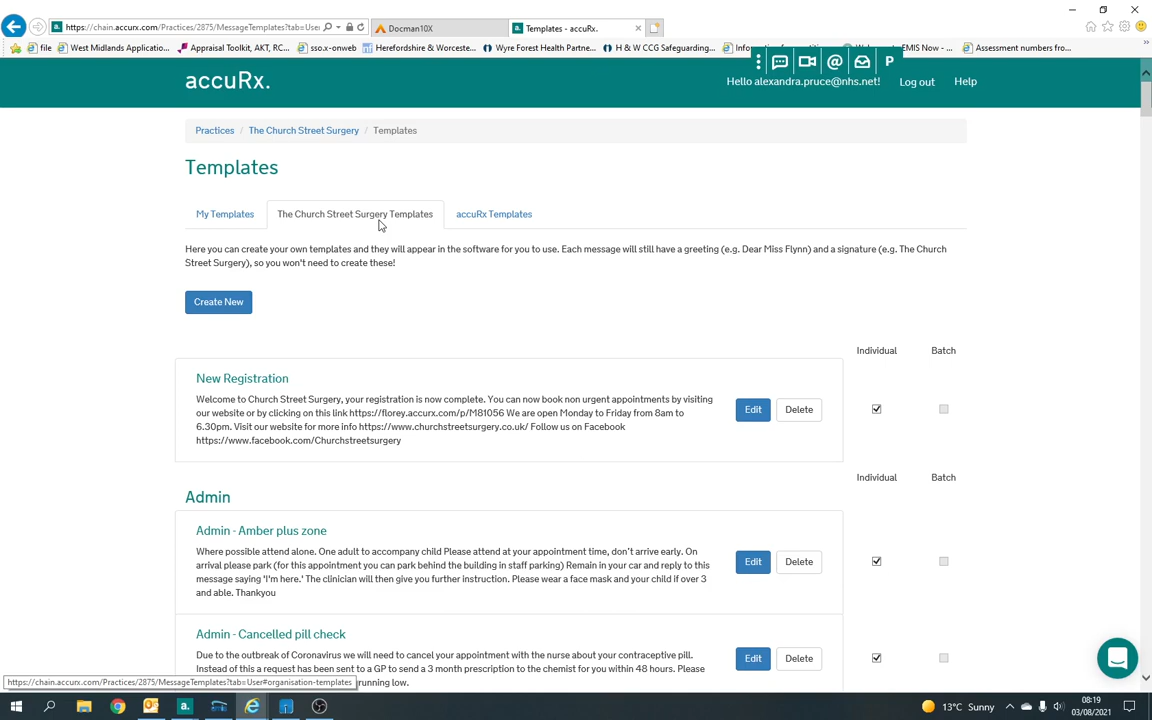 https://chain.accurx.com/Practices/2875/MessageTemplates?tab=User
Docman10X
Templates - accuRx.
file
West Midlands Applicatio...
Appraisal Toolkit, AKT, RC...
sso.x-onweb
Herefordshire & Worceste...
Wyre Forest Health Partne...
H & W CCG Safeguarding...
EMIS Now - ...
Assessment numbers fro...
accuRx.
P
Hello alexandra.pruce@nhs.net!
Log out
Help
Practices / The Church Street Surgery / Templates
Templates
My Templates
The Church Street Surgery Templates
accuRx Templates
Here you can create your own templates and they will appear in the software for you to use. Each message will still have a greeting (e.g. Dear Miss Flynn) and a signature (e.g. The Church
Street Surgery), so you won't need to create these!
Create New
Individual
Batch
New Registration
Welcome to Church Street Surgery, your registration is now complete. You can now book non urgent appointments by visiting
our website or by clicking on this link https://florey.accurx.com/p/M81056 We are open Monday to Friday from 8am to
6.30pm. Visit our website for more info https://www.churchstreetsurgery.co.uk/ Follow us on Facebook
https://www.facebook.com/Churchstreetsurgery
Edit
Delete
Individual
Batch
Admin
Admin - Amber plus zone
Where possible attend alone. One adult to accompany child Please attend at your appointment time, don't arrive early. On
arrival please park (for this appointment you can park behind the building in staff parking) Remain in your car and reply to this
message saying 'I'm here.' The clinician will then give you further instruction. Please wear a face mask and your child if over 3
and able. Thankyou
Edit
Delete
Admin - Cancelled pill check
Due to the outbreak of Coronavirus we will need to cancel your appointment with the nurse about your contraceptive pill.
Instead of this a request has been sent to a GP to send a 3 month prescription to the chemist for you within 48 hours. Please
running low.
Edit
Delete
https://chain.accurx.com/Practices/2875/MessageTemplates?tab=User#organisation-templates
a.
13°C Sunny
08:19
03/08/2021